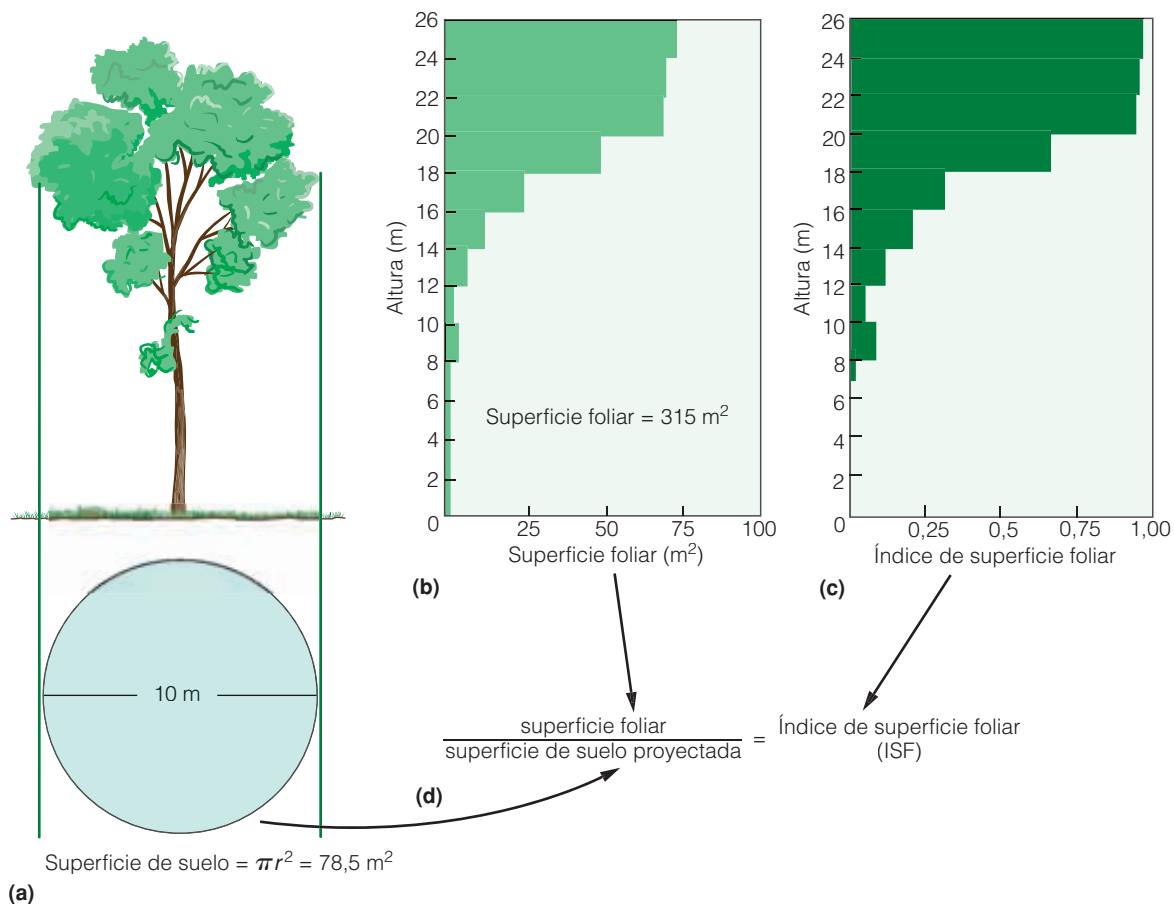 26
24
22
20
18
16
14
12
10
8
6
4
2
0
Altura (m)
Superficie foliar = 315 m²
25 50 75 100
Superficie foliar (m²)
(b)
26
24
22
20
18
16
14
12
10
8
6
4
2
0
Altura (m)
0,25 0,5 0,75 1,00
Índice de superficie foliar
(c)
10 m
superficie foliar
superficie de suelo proyectada
=
Índice de superficie foliar
(ISF)
(d)
Superficie de suelo = πr² = 78,5 m²
(a)